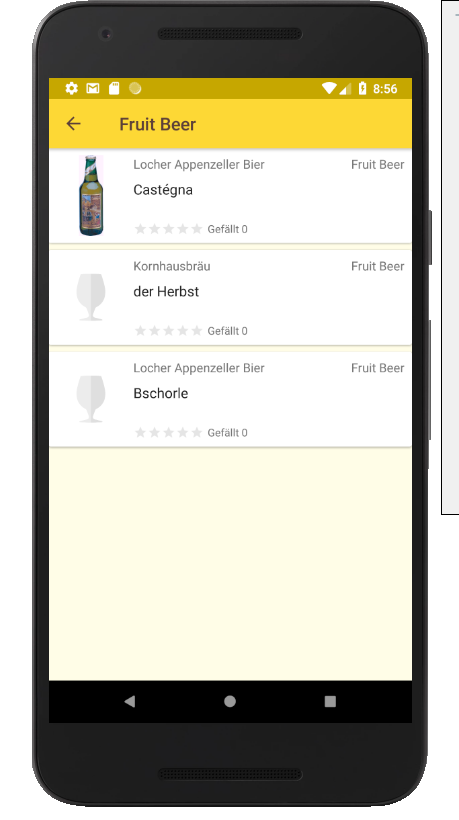 8:56
Fruit Beer
Locher Appenzeller Bier Fruit Beer
Castégna
Gefällt 0
Kornhausbräu Fruit Beer
der Herbst
Gefällt 0
Locher Appenzeller Bier Fruit Beer
Bschorle
Gefällt 0